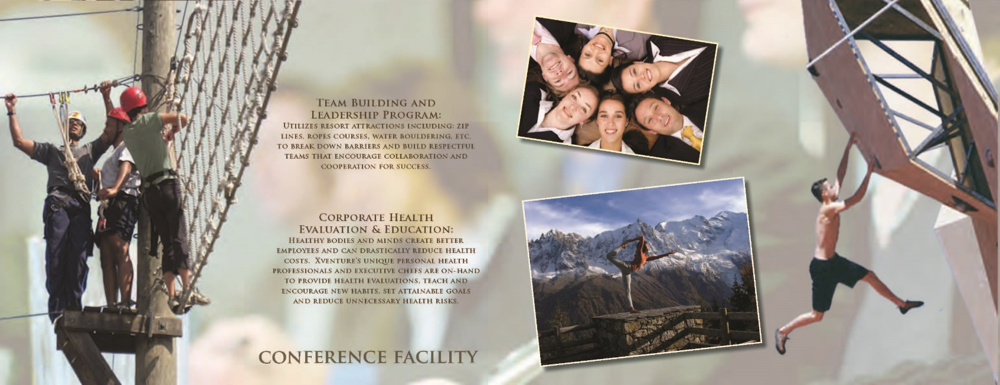 Team Building and
Leadership Program:
Utilizes resort attractions including: zip
lines, ropes courses, water bouldering, etc.
to break down barriers and build respectful
teams that encourage collaboration and
cooperation for success.
Corporate Health
Evaluation & Education:
Healthy bodies and minds create better
employees and can drastically reduce health
costs. Xventure's unique personal health
professionals and executive chefs are on-hand
to provide health evaluations, teach and
encourage new habits, set attainable goals
and reduce unnecessary health risks.
CONFERENCE FACILITY